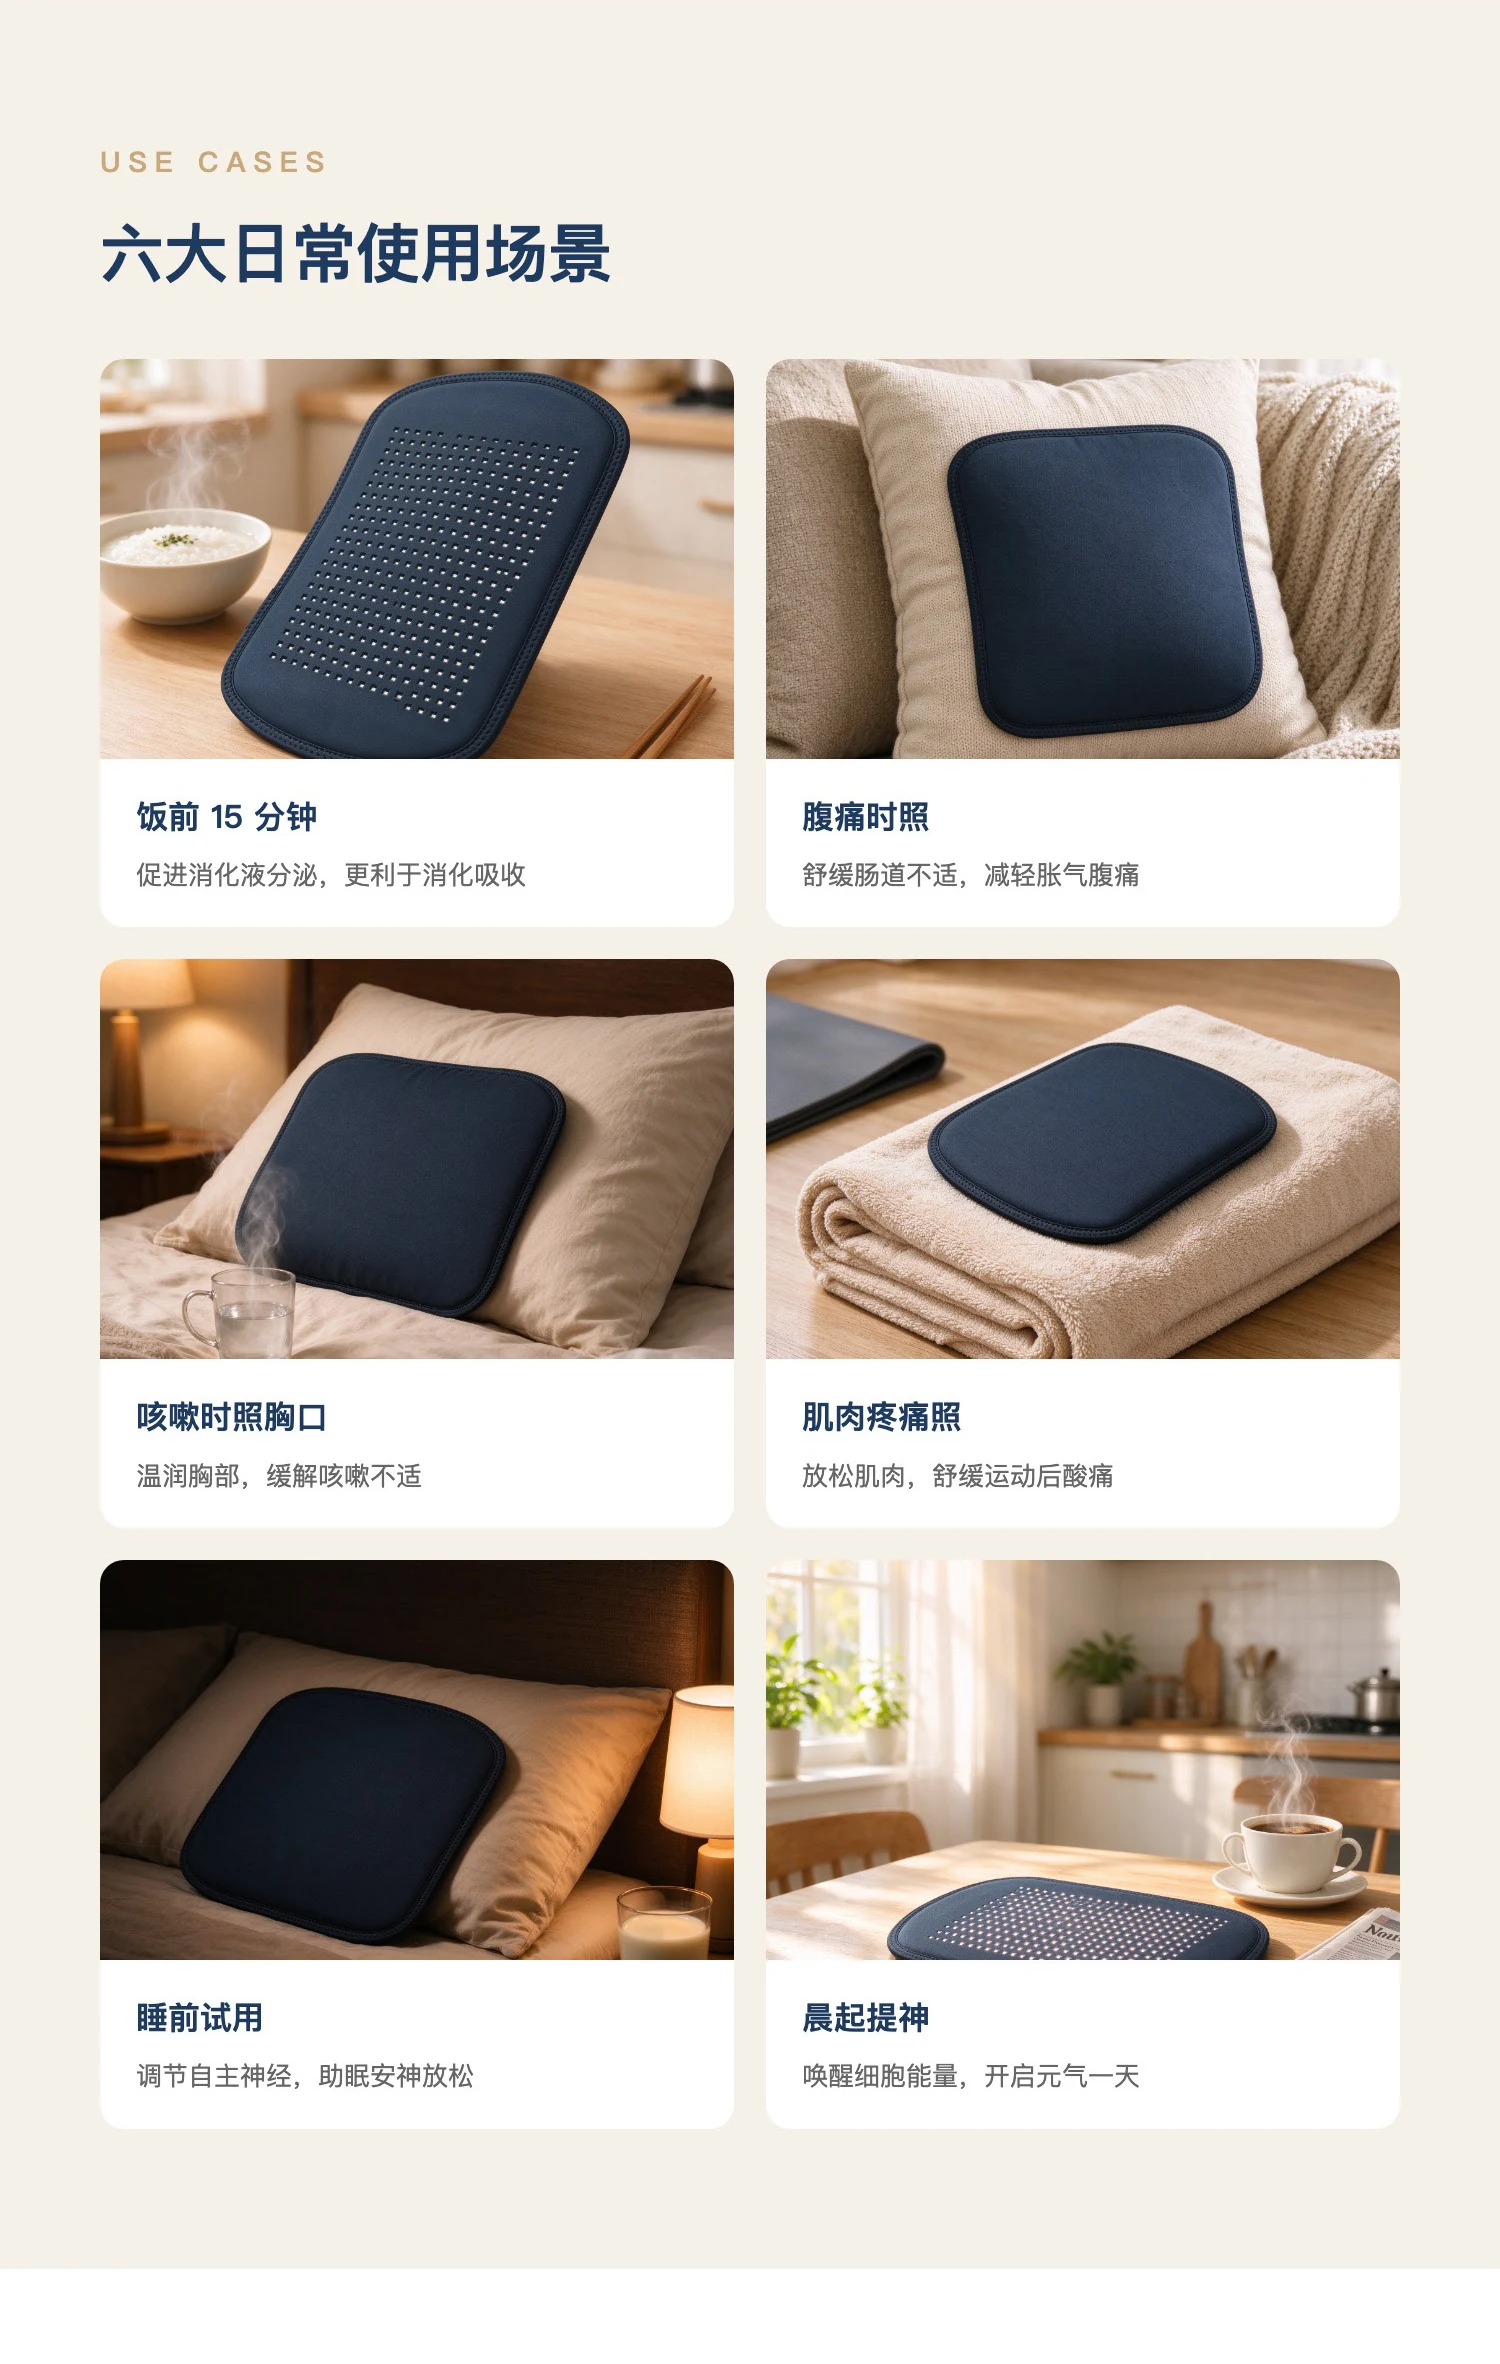 USE CASES
六大日常使用场景
饭前 15 分钟
促进消化液分泌，更利于消化吸收
腹痛时照
舒缓肠道不适，减轻胀气腹痛
咳嗽时照胸口
温润胸部，缓解咳嗽不适
肌肉疼痛照
放松肌肉，舒缓运动后酸痛
睡前试用
调节自主神经，助眠安神放松
晨起提神
唤醒细胞能量，开启元气一天